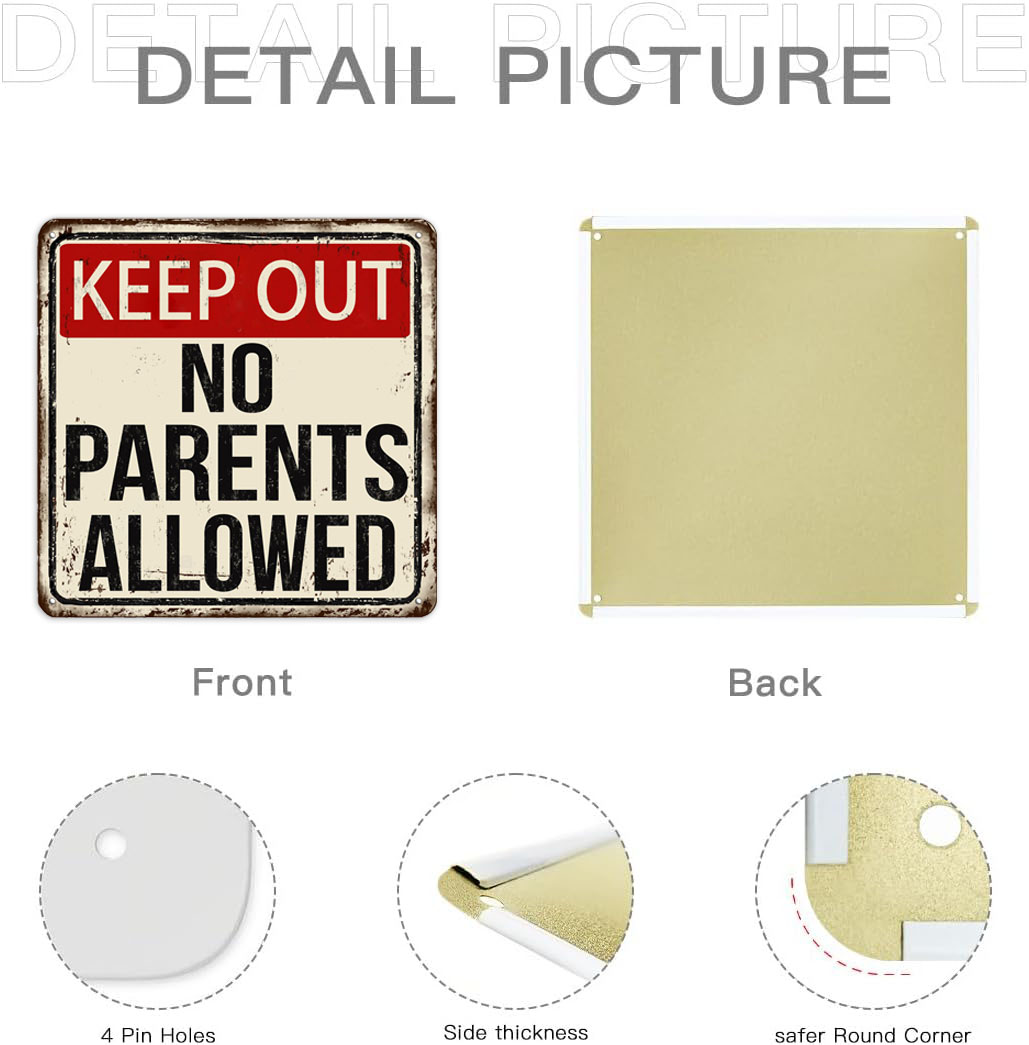 DETAIL PICTURE
DETAIL PICTURE
KEEP OUT
NO
PARENTS
ALLOWED
Front
Back
4 Pin Holes
Side thickness
safer Round Corner